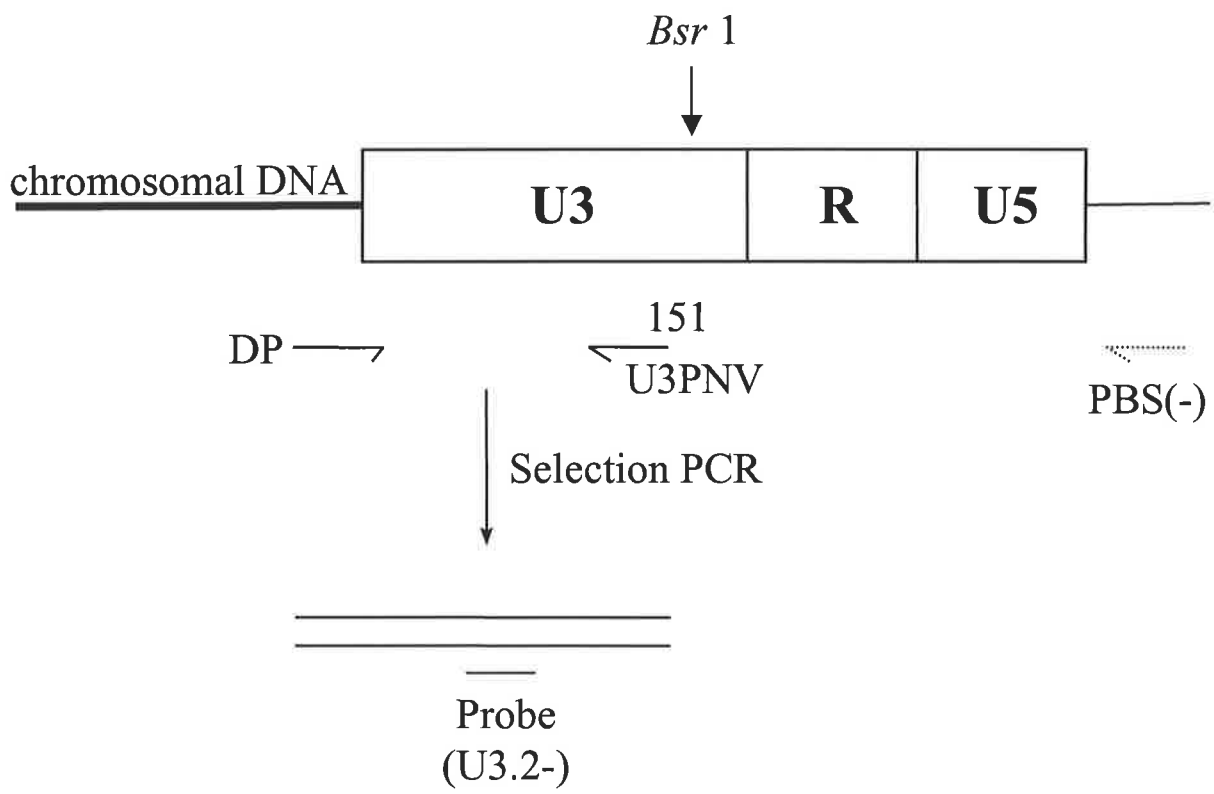 Bsr 1
chromosomal DNA
U3
R
U5
151
DP
U3PNV
PBS(-)
Selection PCR
Probe
(U3.2-)